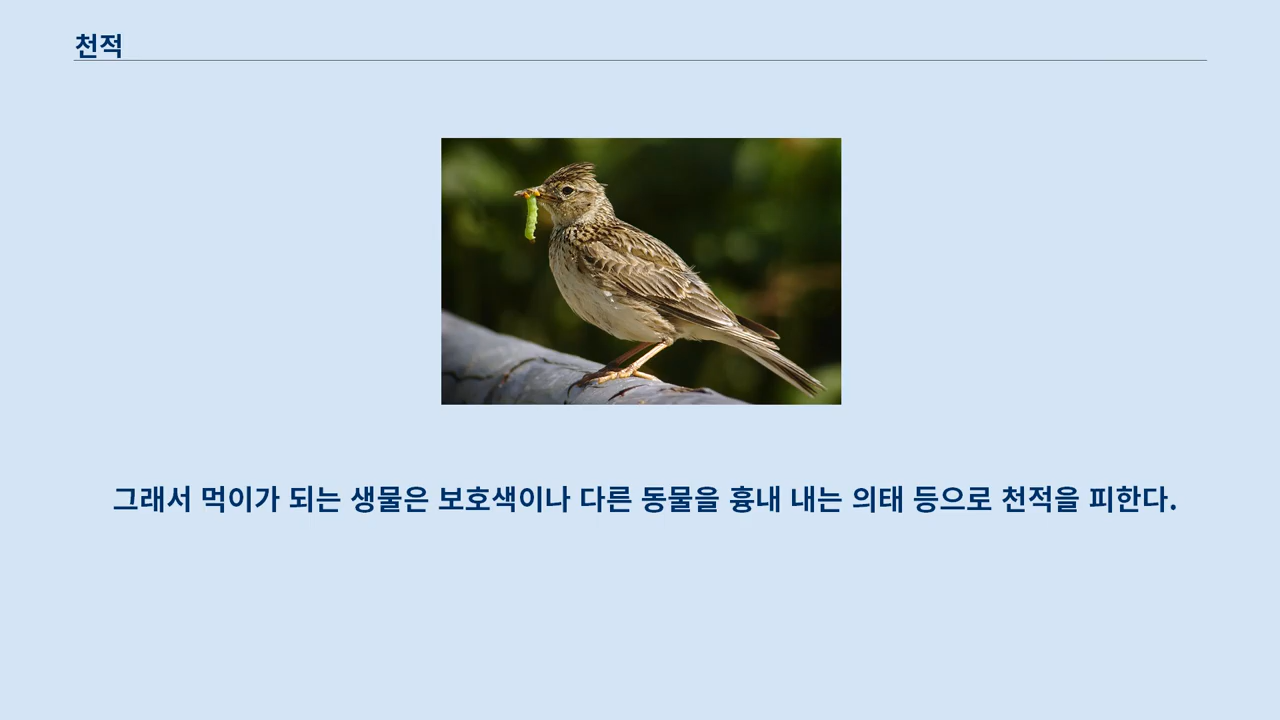 천적
그래서 먹이가 되는 생물은 보호색이나 다른 동물을 흉내 내는 의태 등으로 천적을 피한다.